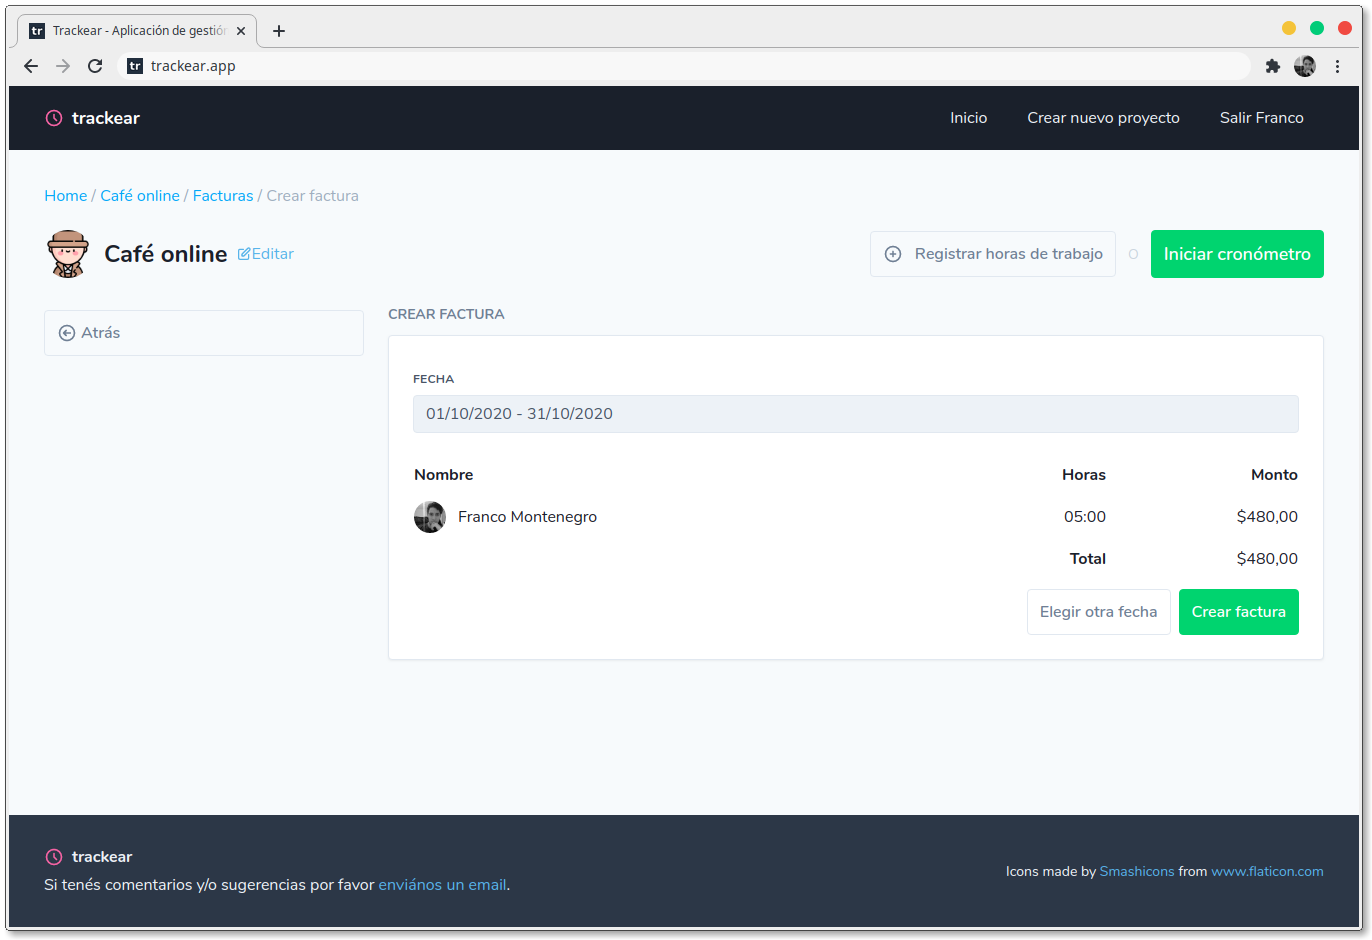 tr Trackear - Aplicación de gestión
tr trackear.app
trackear Inicio Crear nuevo proyecto Salir Franco
Home / Café online / Facturas / Crear factura
Café online Editar Registrar horas de trabajo O Iniciar cronómetro
Atrás
CREAR FACTURA
FECHA
01/10/2020 - 31/10/2020
Nombre Horas Monto
Franco Montenegro 05:00 $480,00
Total $480,00
Elegir otra fecha Crear factura
trackear
Si tenés comentarios y/o sugerencias por favor enviános un email.
Icons made by Smashicons from www.flaticon.com